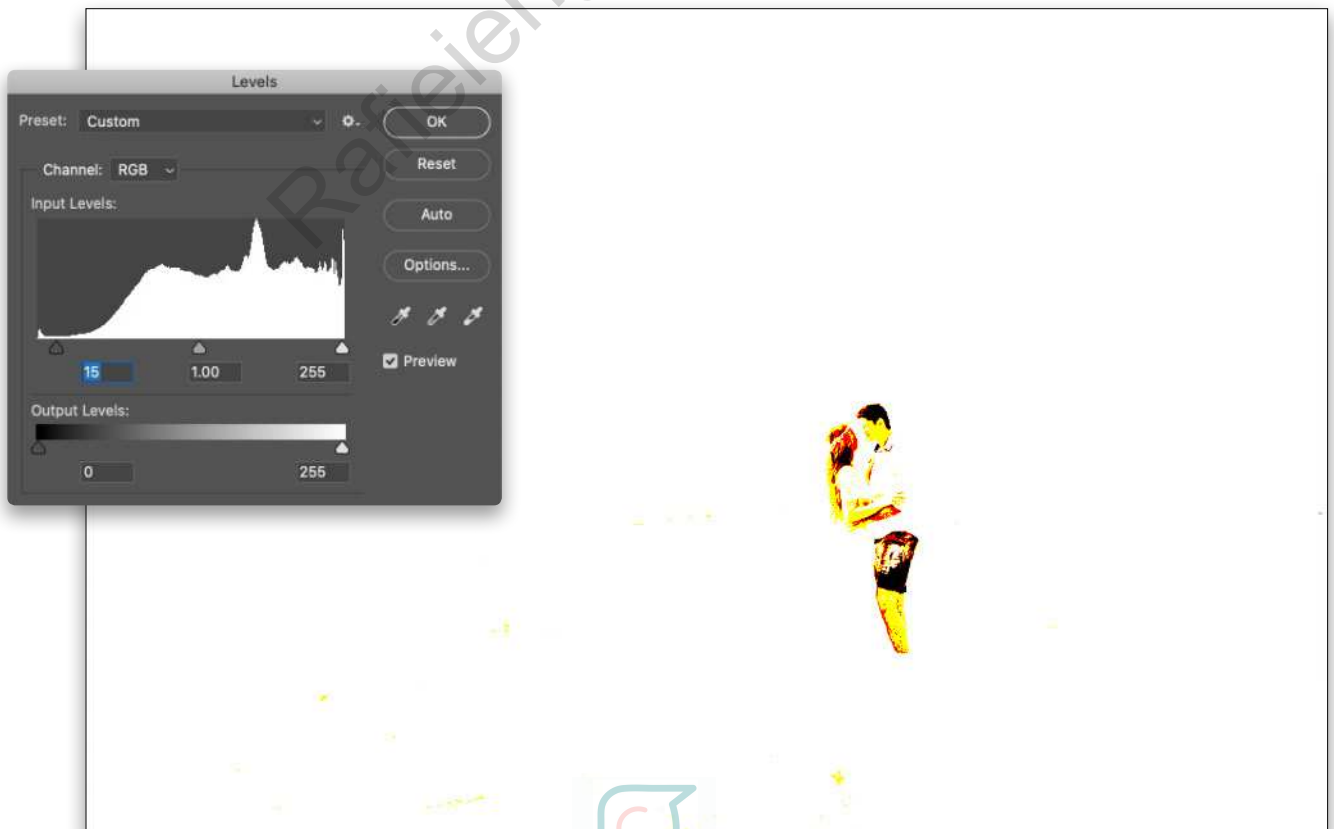 Levels
Preset: Custom
OK
Channel: RGB
Reset
Input Levels:
Auto
Options...
Preview
15 1.00 255
Output Levels:
0 255